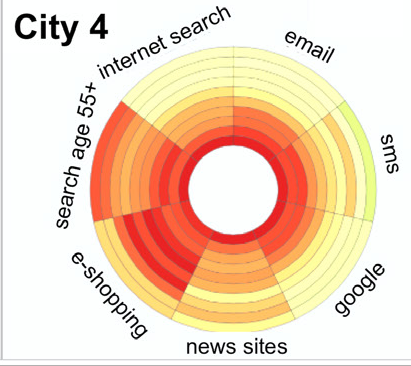 City 4
internet search
email
sms
google
news sites
e-shopping
search age 55+